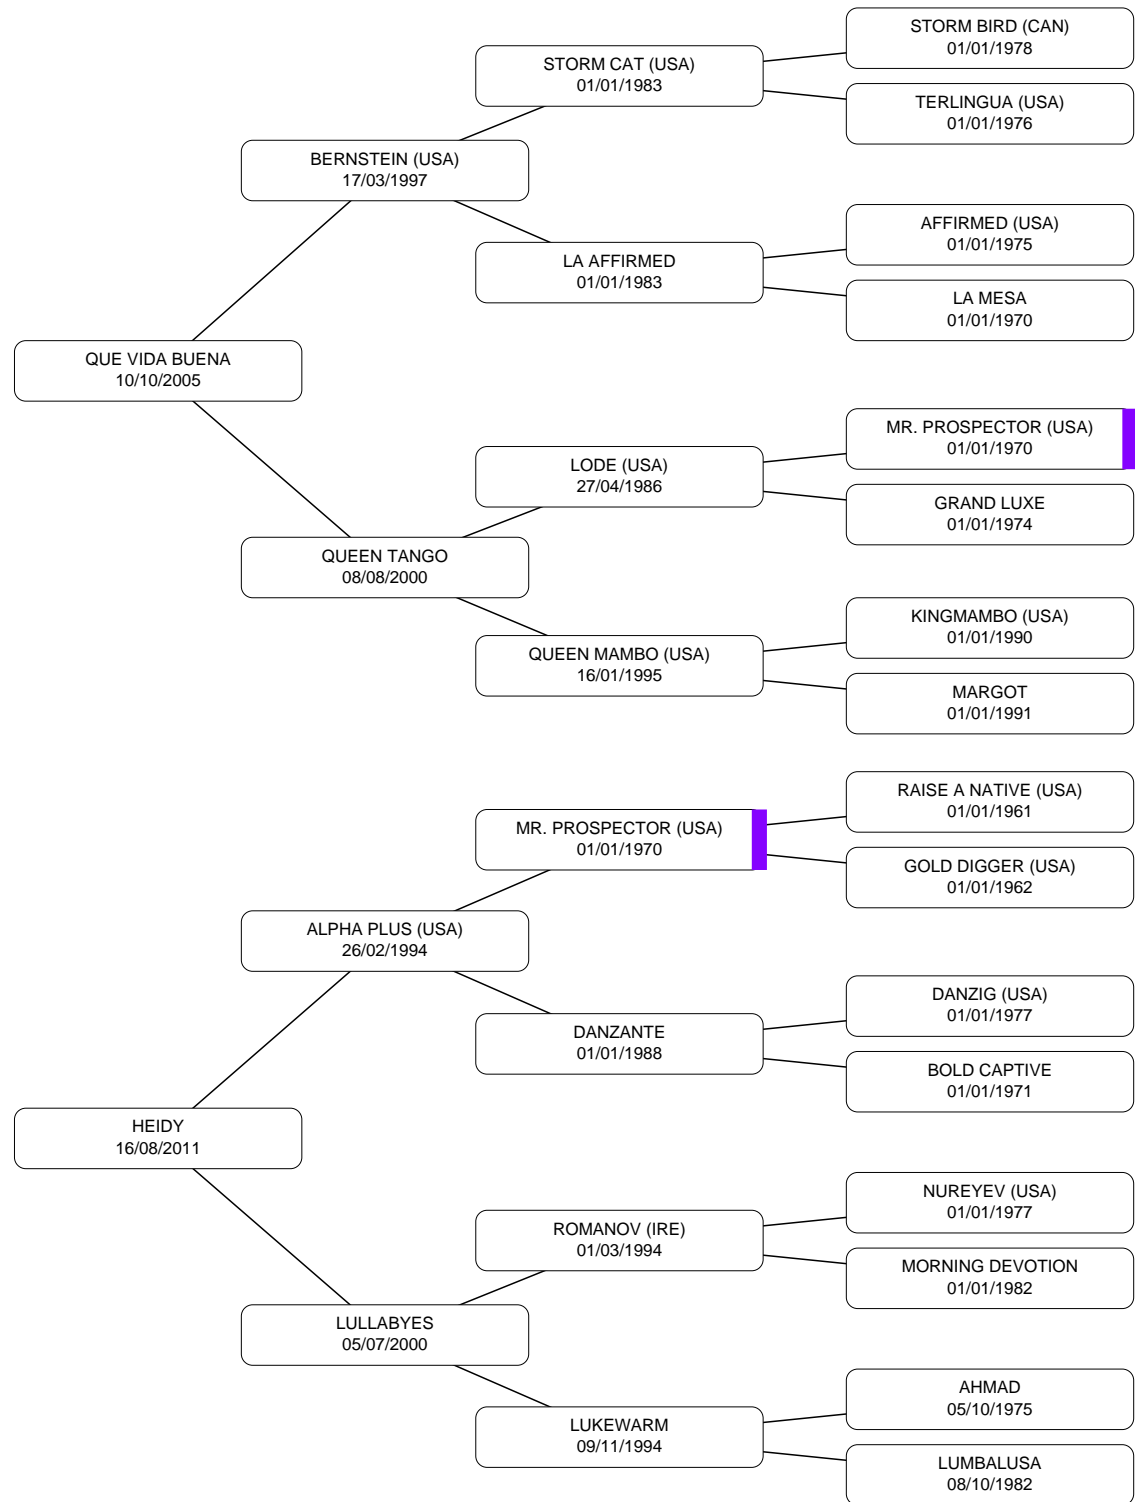 STORM BIRD (CAN)
01/01/1978
STORM CAT (USA)
01/01/1983
TERLINGUA (USA)
01/01/1976
BERNSTEIN (USA)
17/03/1997
AFFIRMED (USA)
01/01/1975
LA AFFIRMED
01/01/1983
LA MESA
01/01/1970
QUE VIDA BUENA
10/10/2005
MR. PROSPECTOR (USA)
01/01/1970
LODE (USA)
27/04/1986
GRAND LUXE
01/01/1974
QUEEN TANGO
08/08/2000
KINGMAMBO (USA)
01/01/1990
QUEEN MAMBO (USA)
16/01/1995
MARGOT
01/01/1991
RAISE A NATIVE (USA)
01/01/1961
MR. PROSPECTOR (USA)
01/01/1970
GOLD DIGGER (USA)
01/01/1962
ALPHA PLUS (USA)
26/02/1994
DANZIG (USA)
01/01/1977
DANZANTE
01/01/1988
BOLD CAPTIVE
01/01/1971
HEIDY
16/08/2011
NUREYEV (USA)
01/01/1977
ROMANOV (IRE)
01/03/1994
MORNING DEVOTION
01/01/1982
LULLABYES
05/07/2000
AHMAD
05/10/1975
LUKEWARM
09/11/1994
LUMBALUSA
08/10/1982